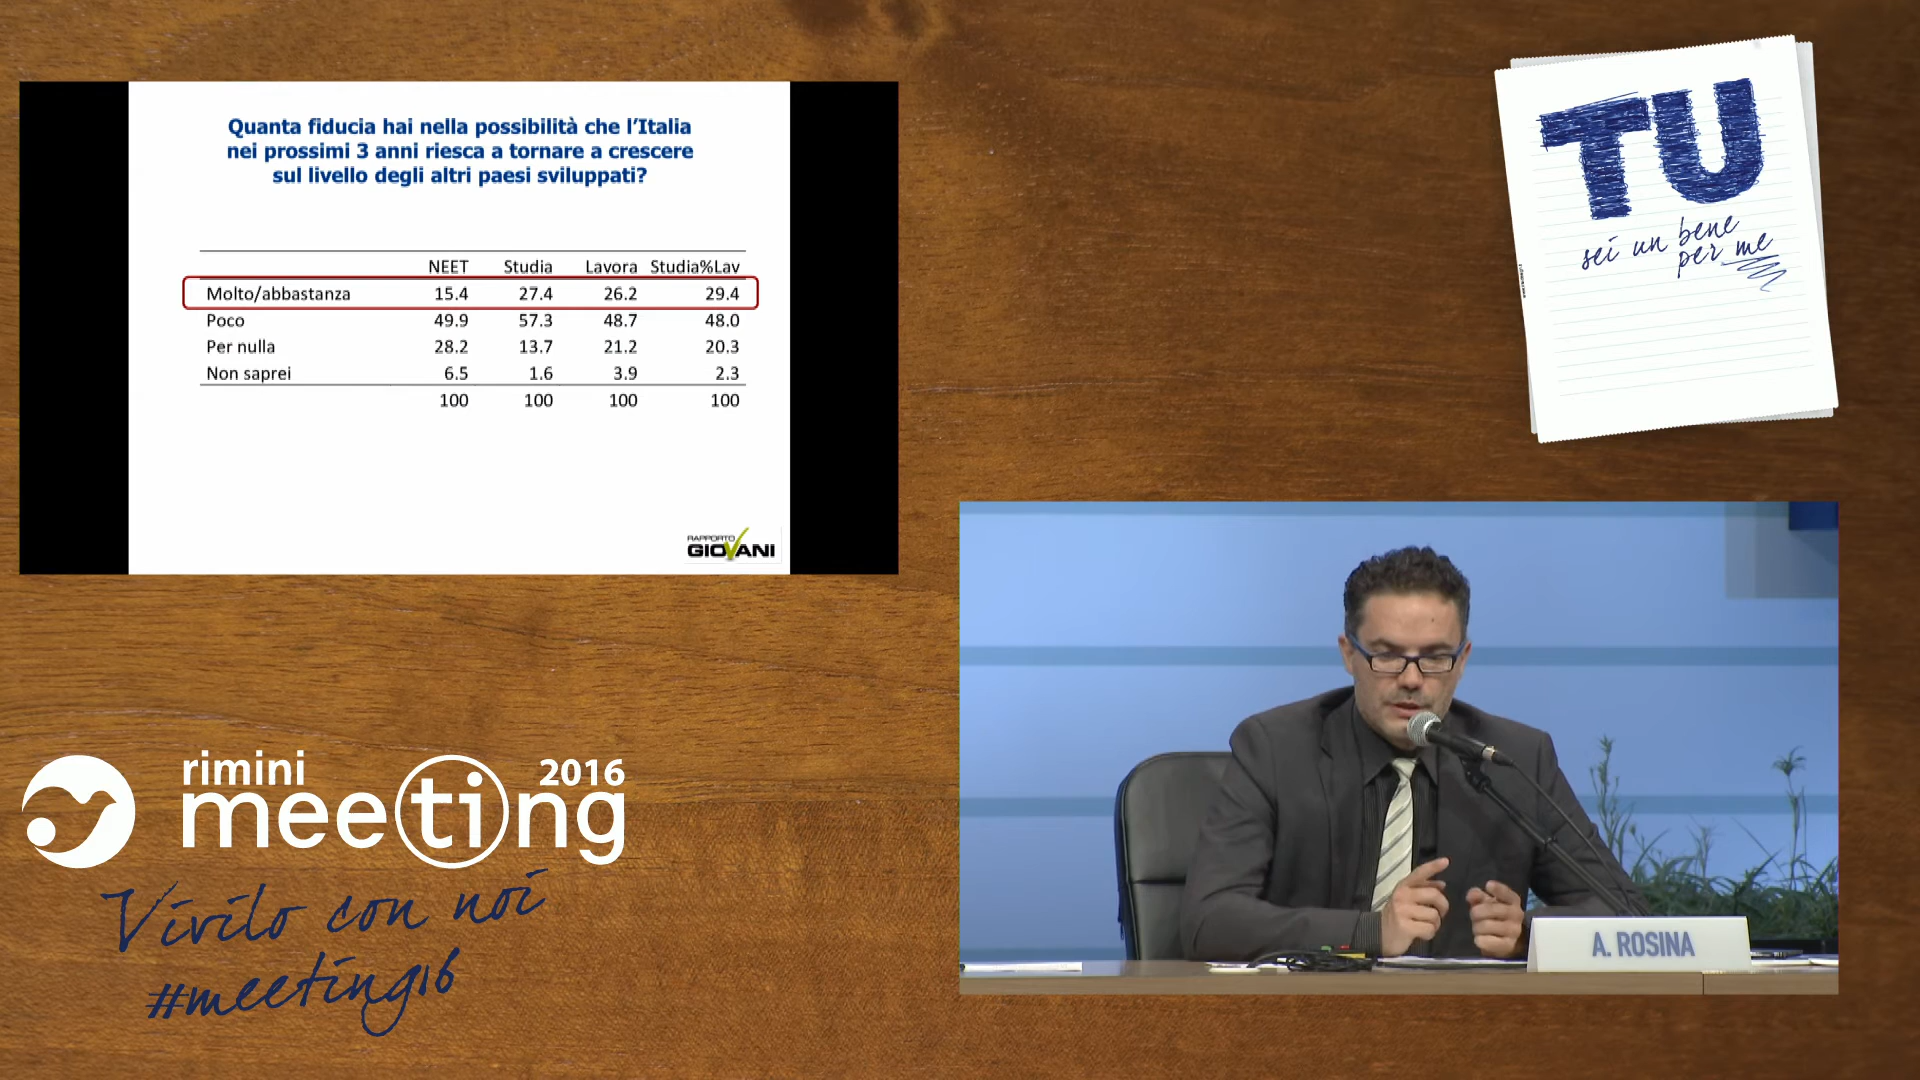 Quanta fiducia hai nella possibilità che l'Italia
nei prossimi 3 anni riesca a tornare a crescere
sul livello degli altri paesi sviluppati?
NEET Studia Lavora Studia%Lav
Molto/abbastanza 15.4 27.4 26.2 29.4
Poco 49.9 57.3 48.7 48.0
Per nulla 28.2 13.7 21.2 20.3
Non saprei 6.5 1.6 3.9 2.3
100 100 100 100
RAPPORTO
GIOVANI
TU
sei un bene
per me
rimini
meeting 2016
Vivilo con noi
#meeting16
A. ROSINA